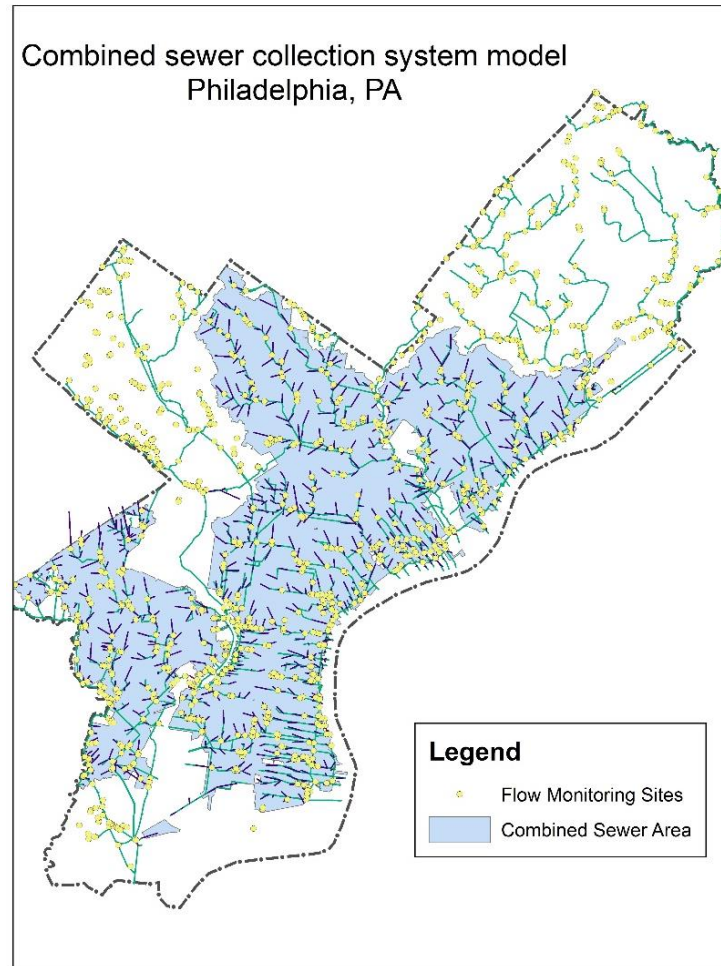 Combined sewer collection system model
Philadelphia, PA
Legend
Flow Monitoring Sites
Combined Sewer Area